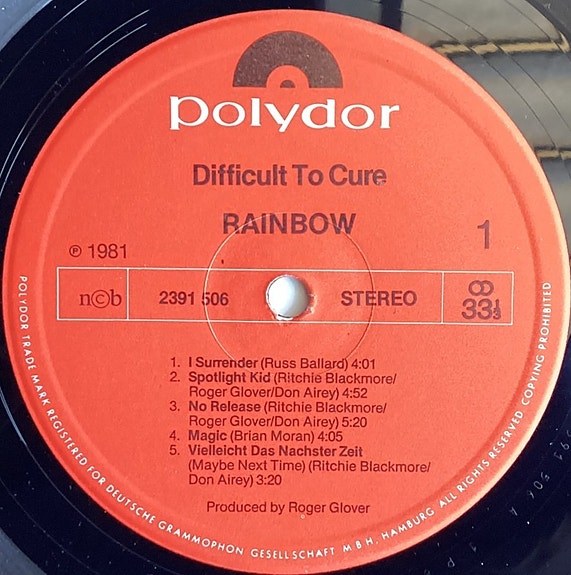 polydor
Difficult To Cure
RAINBOW
1
℗ 1981
n©b
2391 506
STEREO
33⅓
1. I Surrender (Russ Ballard) 4:01
2. Spotlight Kid (Ritchie Blackmore/
Roger Glover/Don Airey) 4:52
3. No Release (Ritchie Blackmore/
Roger Glover/Don Airey) 5:20
4. Magic (Brian Moran) 4:05
5. Vielleicht Das Nachster Zeit
(Maybe Next Time) (Ritchie Blackmore/
Don Airey) 3:20
Produced by Roger Glover
POLYDOR TRADE MARK REGISTERED FOR DEUTSCHE GRAMMOPHON GESELLSCHAFT M B H, HAMBURG ALL RIGHTS RESERVED COPYING PROHIBITED